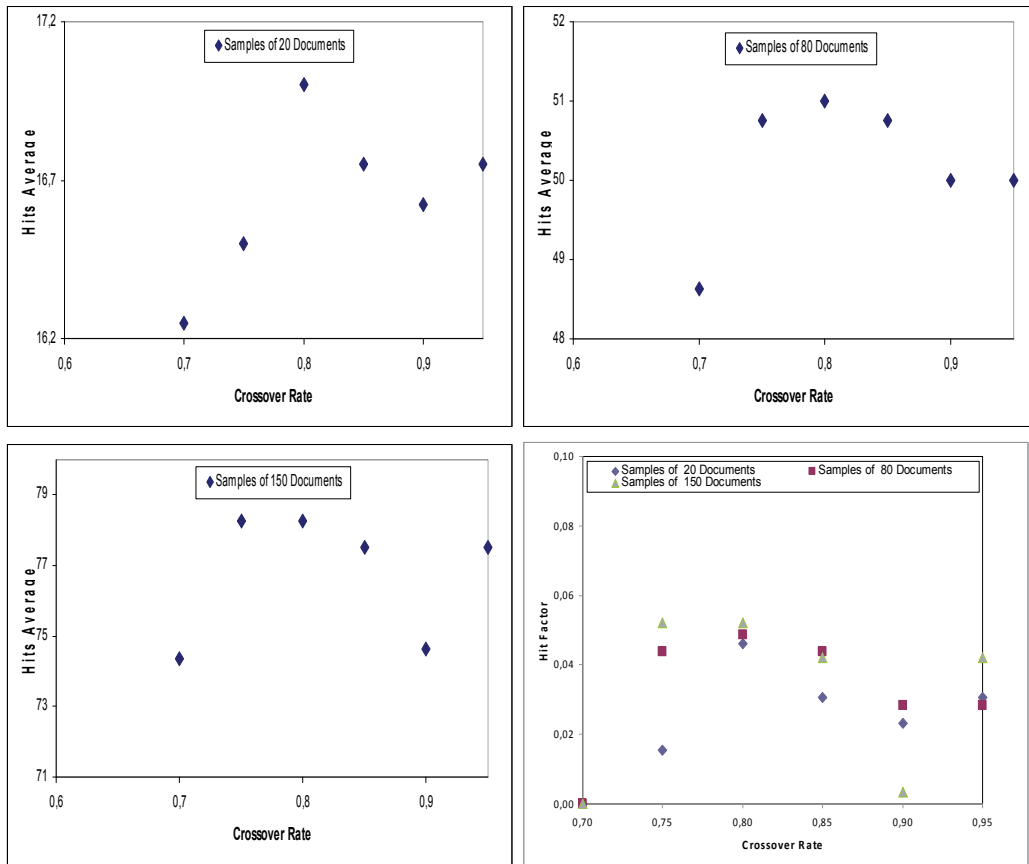 17,2
Samples of 20 Documents
16,7
Hits Average
16,2
0,6 0,7 0,8 0,9
Crossover Rate
52
Samples of 80 Documents
51
50
Hits Average
49
48
0,6 0,7 0,8 0,9
Crossover Rate
79
Samples of 150 Documents
77
Hits Average
75
73
71
0,6 0,7 0,8 0,9
Crossover Rate
0,10
Samples of 20 Documents Samples of 80 Documents
Samples of 150 Documents
0,08
0,06
Hit Factor
0,04
0,02
0,00
0,70 0,75 0,80 0,85 0,90 0,95
Crossover Rate